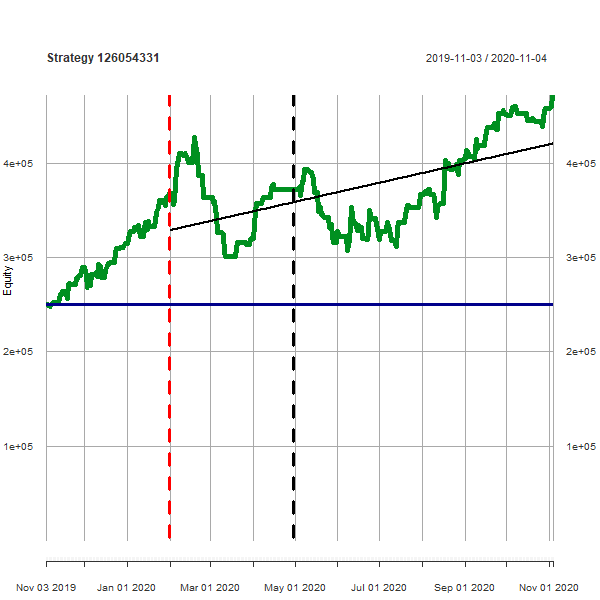 Strategy 126054331
2019-11-03 / 2020-11-04
4e+05
4e+05
3e+05
3e+05
Equity
2e+05
2e+05
1e+05
1e+05
Nov 03 2019
Jan 01 2020
Mar 01 2020
May 01 2020
Jul 01 2020
Sep 01 2020
Nov 01 2020